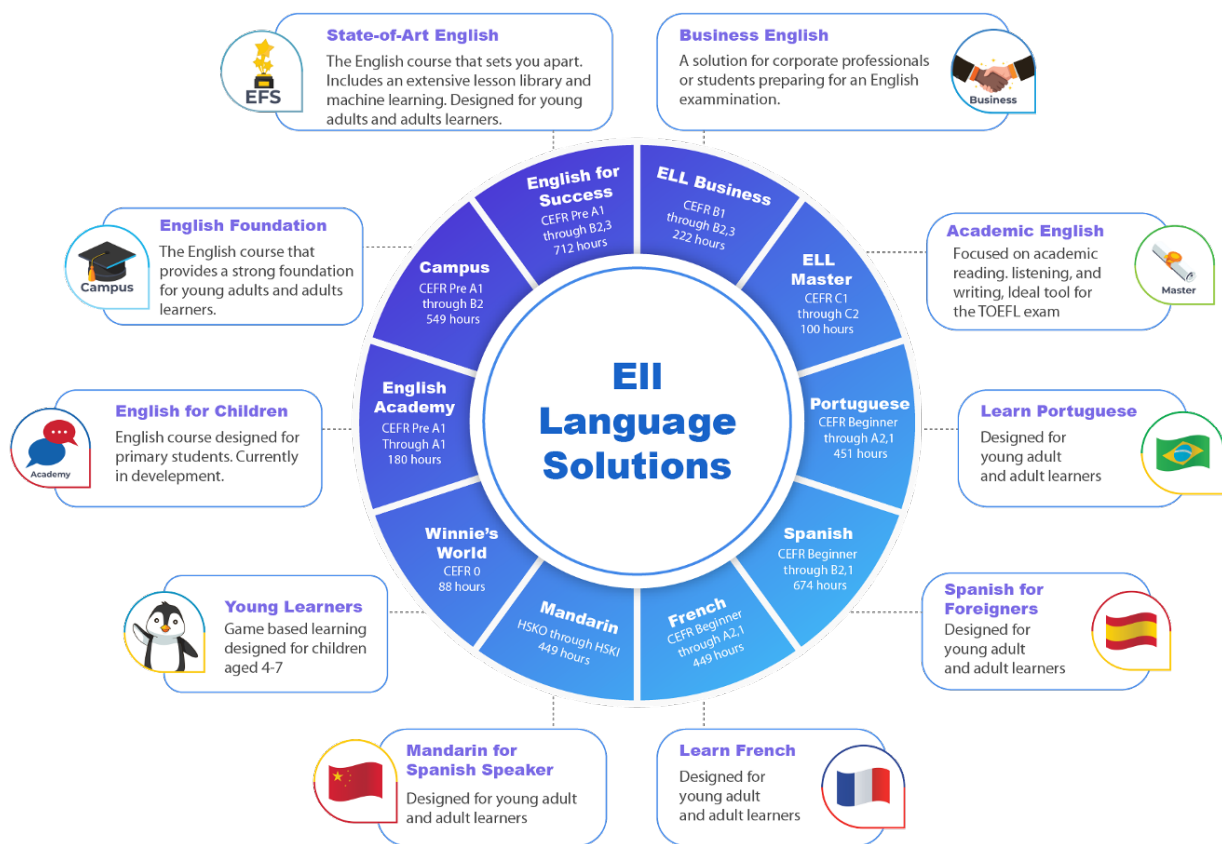 State-of-Art English
The English course that sets you apart.
Includes an extensive lesson library and
machine learning. Designed for young
adults and adults learners.
EFS
Business English
A solution for corporate professionals
or students preparing for an English
exammination.
Business
English Foundation
The English course that
provides a strong foundation
for young adults and adults
learners.
Campus
Academic English
Focused on academic
reading. listening, and
writing, Ideal tool for
the TOEFL exam
Master
English for Children
English course designed for
primary students. Currently
in develepment.
Academy
Learn Portuguese
Designed for
young adult
and adult learners
Young Learners
Game based learning
designed for children
aged 4-7
Spanish for
Foreigners
Designed for
young adult
and adult learners
Mandarin for
Spanish Speaker
Designed for young adult
and adult learners
Learn French
Designed for
young adult
and adult learners
English for
Success
CEFR Pre A1
through B2,3
712 hours
ELL Business
CEFR B1
through B2,3
222 hours
Campus
CEFR Pre A1
through B2
549 hours
ELL
Master
CEFR C1
through C2
100 hours
English
Academy
CEFR Pre A1
Through A1
180 hours
Portuguese
CEFR Beginner
through A2,1
451 hours
Winnie's
World
CEFR 0
88 hours
Spanish
CEFR Beginner
through B2,1
674 hours
Mandarin
HSKO through HSKI
449 hours
French
CEFR Beginner
through A2,1
449 hours
Ell
Language
Solutions